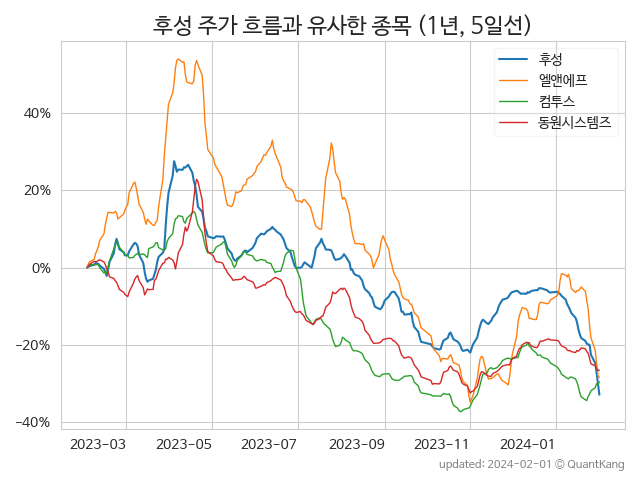 후성 주가 흐름과 유사한 종목 (1년, 5일선)
후성
엘앤에프
컴투스
동원시스템즈
40%
20%
0%
−20%
−40%
2023-03 2023-05 2023-07 2023-09 2023-11 2024-01
updated: 2024-02-01 © QuantKang